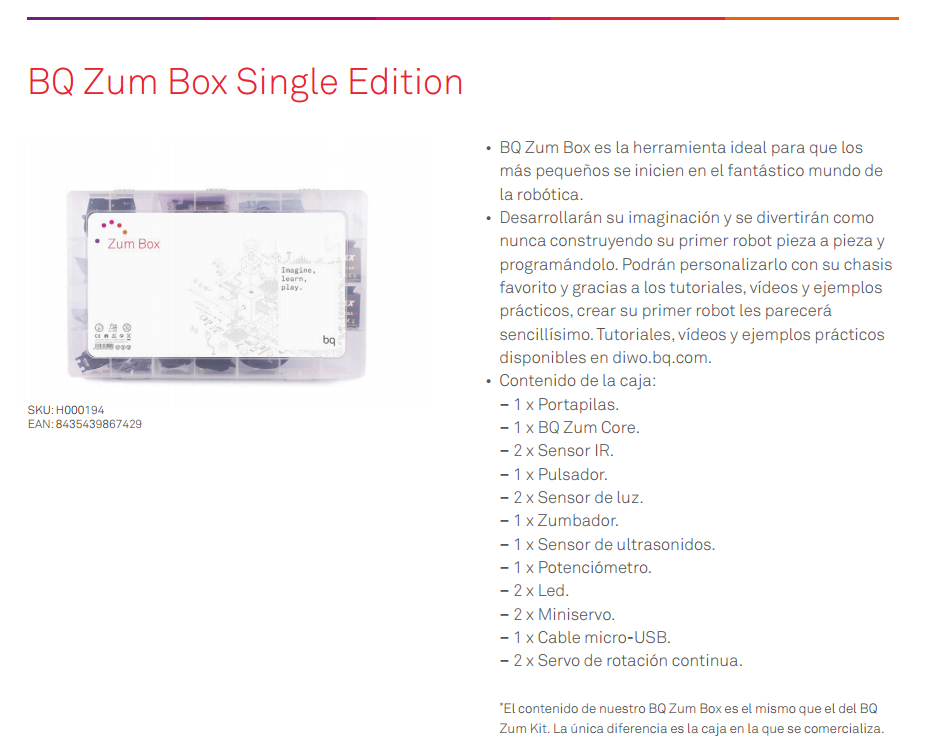 BQ Zum Box Single Edition
Zum Box
Imagine,
learn,
play.
bq
SKU: H000194
EAN: 8435439867429
• BQ Zum Box es la herramienta ideal para que los
más pequeños se inicien en el fantástico mundo de
la robótica.
• Desarrollarán su imaginación y se divertirán como
nunca construyendo su primer robot pieza a pieza y
programándolo. Podrán personalizarlo con su chasis
favorito y gracias a los tutoriales, vídeos y ejemplos
prácticos, crear su primer robot les parecerá
sencillísimo. Tutoriales, vídeos y ejemplos prácticos
disponibles en diwo.bq.com.
• Contenido de la caja:
– 1 x Portapilas.
– 1 x BQ Zum Core.
– 2 x Sensor IR.
– 1 x Pulsador.
– 2 x Sensor de luz.
– 1 x Zumbador.
– 1 x Sensor de ultrasonidos.
– 1 x Potenciómetro.
– 2 x Led.
– 2 x Miniservo.
– 1 x Cable micro-USB.
– 2 x Servo de rotación continua.
*El contenido de nuestro BQ Zum Box es el mismo que el del BQ
Zum Kit. La única diferencia es la caja en la que se comercializa.